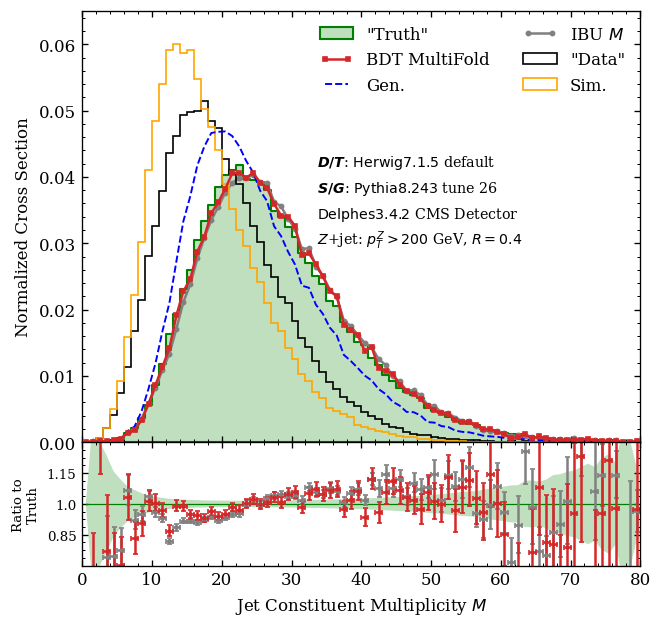 "Truth"
BDT MultiFold
Gen.
IBU M
"Data"
Sim.
D/T: Herwig7.1.5 default
S/G: Pythia8.243 tune 26
Delphes3.4.2 CMS Detector
Z+jet: p_T^Z > 200 GeV, R = 0.4
Normalized Cross Section
0.06
0.05
0.04
0.03
0.02
0.01
0.00
Ratio to
Truth
1.15
1.0
0.85
0 10 20 30 40 50 60 70 80
Jet Constituent Multiplicity M